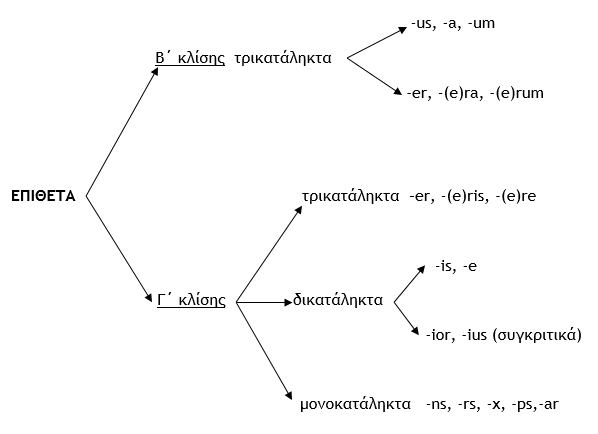 -us, -a, -um
Β΄ κλίσης τρικατάληκτα
-er, -(e)ra, -(e)rum
ΕΠΙΘΕΤΑ
τρικατάληκτα -er, -(e)ris, -(e)re
-is, -e
Γ΄ κλίσης
δικατάληκτα
-ior, -ius (συγκριτικά)
μονοκατάληκτα -ns, -rs, -x, -ps,-ar